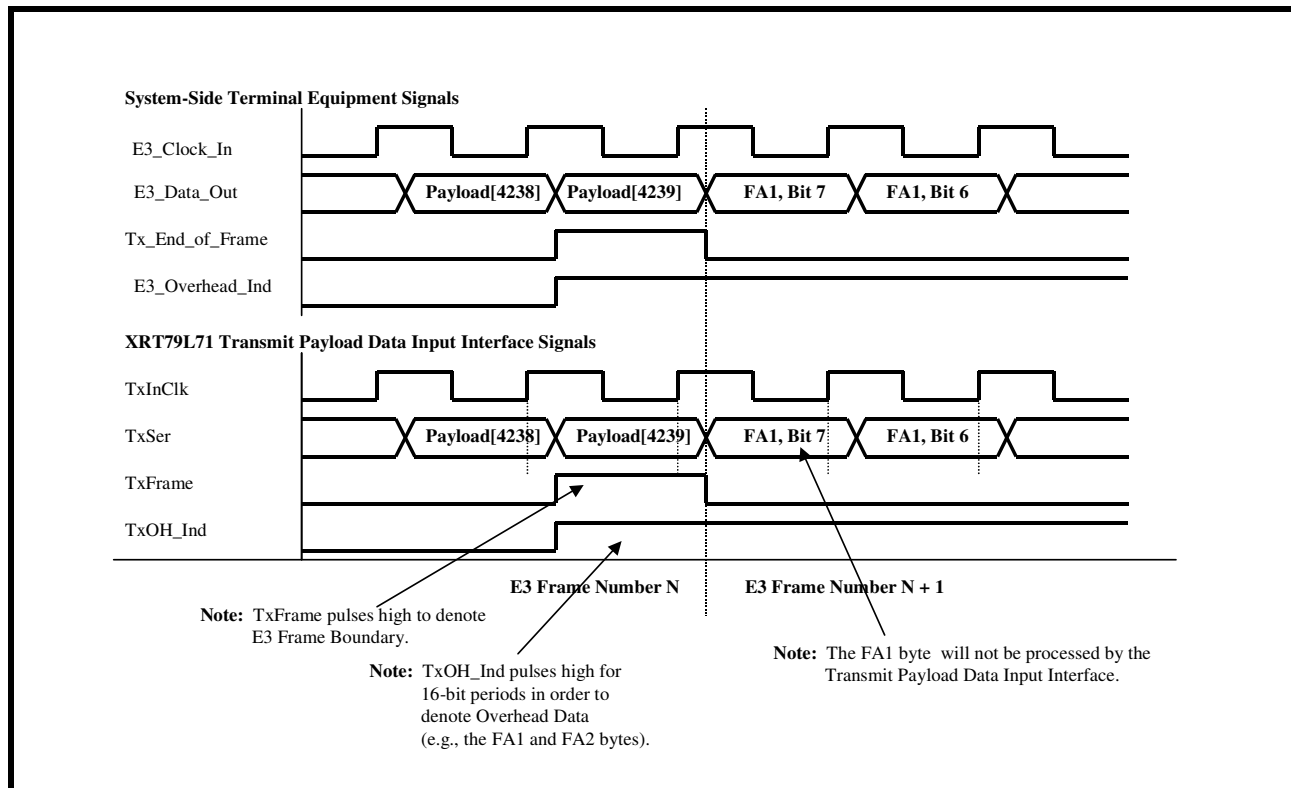 System-Side Terminal Equipment Signals
E3_Clock_In
E3_Data_Out
Payload[4238] Payload[4239] FA1, Bit 7 FA1, Bit 6
Tx_End_of_Frame
E3_Overhead_Ind
XRT79L71 Transmit Payload Data Input Interface Signals
TxInClk
TxSer
Payload[4238] Payload[4239] FA1, Bit 7 FA1, Bit 6
TxFrame
TxOH_Ind
E3 Frame Number N E3 Frame Number N + 1
Note: TxFrame pulses high to denote
E3 Frame Boundary.
Note: TxOH_Ind pulses high for
16-bit periods in order to
denote Overhead Data
(e.g., the FA1 and FA2 bytes).
Note: The FA1 byte will not be processed by the
Transmit Payload Data Input Interface.